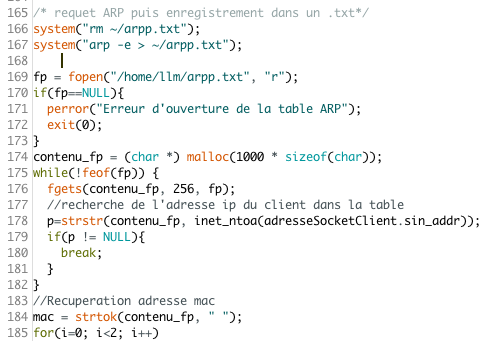 165 /* requet ARP puis enregistrement dans un .txt*/
166 system("rm ~/arpp.txt");
167 system("arp -e > ~/arpp.txt");
168
169 fp = fopen("/home/llm/arpp.txt", "r");
170 if(fp==NULL){
171 perror("Erreur d'ouverture de la table ARP");
172 exit(0);
173 }
174 contenu_fp = (char *) malloc(1000 * sizeof(char));
175 while(!feof(fp)) {
176 fgets(contenu_fp, 256, fp);
177 //recherche de l'adresse ip du client dans la table
178 p=strstr(contenu_fp, inet_ntoa(adresseSocketClient.sin_addr));
179 if(p != NULL){
180 break;
181 }
182 }
183 //Recuperation adresse mac
184 mac = strtok(contenu_fp, " ");
185 for(i=0; i<2; i++)